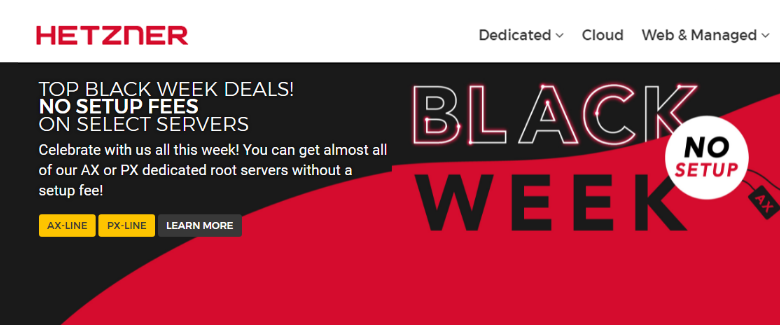 HETZNER
Dedicated
Cloud
Web & Managed
TOP BLACK WEEK DEALS!
NO SETUP FEES
ON SELECT SERVERS
Celebrate with us all this week! You can get almost all
of our AX or PX dedicated root servers without a
setup fee!
AX-LINE
PX-LINE
LEARN MORE
BLACK
WEEK
NO
SETUP
AX